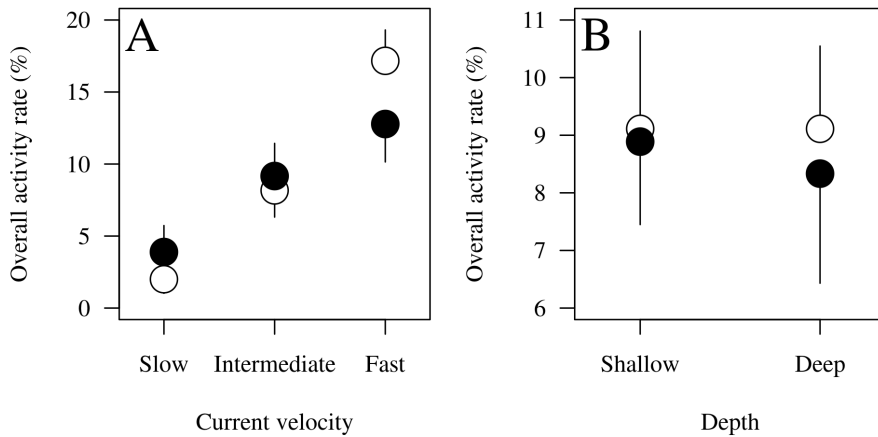 A
Overall activity rate (%)
20
15
10
5
0
Slow Intermediate Fast
Current velocity
B
Overall activity rate (%)
11
10
9
8
7
6
Shallow Deep
Depth